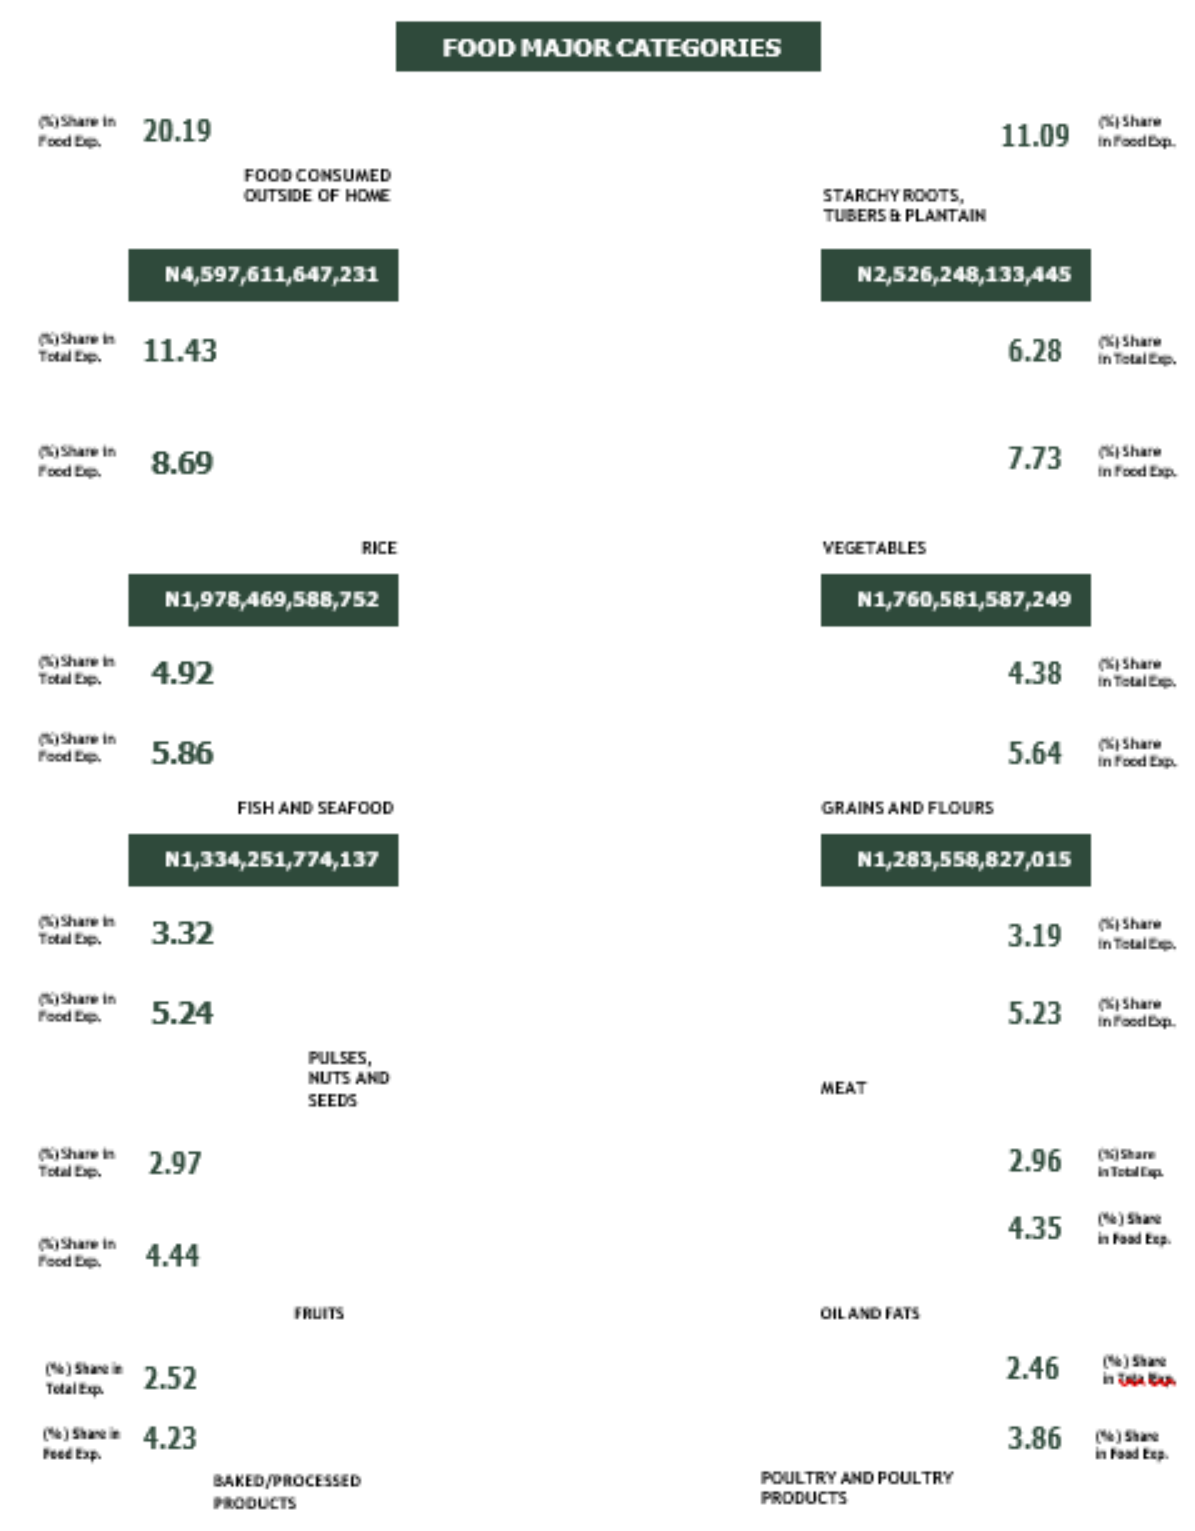 FOOD MAJOR CATEGORIES
(%) Share in
Food Exp.
20.19
FOOD CONSUMED
OUTSIDE OF HOME
N4,597,611,647,231
(%) Share in
Total Exp.
11.43
11.09
(%) Share
in Food Exp.
STARCHY ROOTS,
TUBERS & PLANTAIN
N2,526,248,133,445
6.28
(%) Share
in Total Exp.
(%) Share in
Food Exp.
8.69
RICE
N1,978,469,588,752
(%) Share in
Total Exp.
4.92
7.73
(%) Share
in Food Exp.
VEGETABLES
N1,760,581,587,249
4.38
(%) Share
in Total Exp.
(%) Share in
Food Exp.
5.86
FISH AND SEAFOOD
N1,334,251,774,137
(%) Share in
Total Exp.
3.32
5.64
(%) Share
in Food Exp.
GRAINS AND FLOURS
N1,283,558,827,015
3.19
(%) Share
in Total Exp.
(%) Share in
Food Exp.
5.24
PULSES,
NUTS AND
SEEDS
(%) Share in
Total Exp.
2.97
5.23
(%) Share
in Food Exp.
MEAT
2.96
(%) Share
in Total Exp.
(%) Share in
Food Exp.
4.44
FRUITS
(%) Share in
Total Exp.
2.52
4.35
(%) Share
in Food Exp.
OIL AND FATS
2.46
(%) Share
in Tota Exp.
(%) Share in
Food Exp.
4.23
BAKED/PROCESSED
PRODUCTS
3.86
(%) Share
in Food Exp.
POULTRY AND POULTRY
PRODUCTS